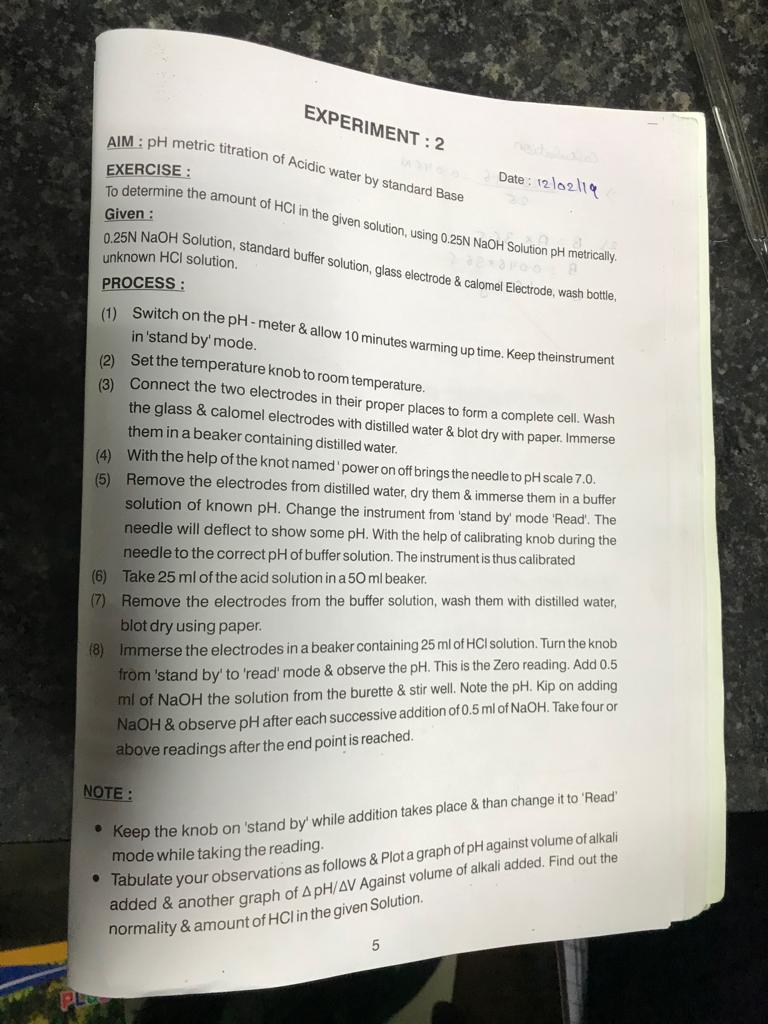 EXPERIMENT : 2
AIM : pH metric titration of Acidic water by standard Base
Date : 12/02/19
EXERCISE :
To determine the amount of HCl in the given solution, using 0.25N NaOH Solution pH metrically.
Given :
0.25N NaOH Solution, standard buffer solution, glass electrode & calomel Electrode, wash bottle,
unknown HCl solution.
PROCESS :
(1) Switch on the pH - meter & allow 10 minutes warming up time. Keep theinstrument
in 'stand by' mode.
(2) Set the temperature knob to room temperature.
(3) Connect the two electrodes in their proper places to form a complete cell. Wash
the glass & calomel electrodes with distilled water & blot dry with paper. Immerse
them in a beaker containing distilled water.
(4) With the help of the knot named ' power on off brings the needle to pH scale 7.0.
(5) Remove the electrodes from distilled water, dry them & immerse them in a buffer
solution of known pH. Change the instrument from 'stand by' mode 'Read'. The
needle will deflect to show some pH. With the help of calibrating knob during the
needle to the correct pH of buffer solution. The instrument is thus calibrated
(6) Take 25 ml of the acid solution in a 5O ml beaker.
(7) Remove the electrodes from the buffer solution, wash them with distilled water,
blot dry using paper.
(8) Immerse the electrodes in a beaker containing 25 ml of HCl solution. Turn the knob
from 'stand by' to 'read' mode & observe the pH. This is the Zero reading. Add 0.5
ml of NaOH the solution from the burette & stir well. Note the pH. Kip on adding
NaOH & observe pH after each successive addition of 0.5 ml of NaOH. Take four or
above readings after the end point is reached.
NOTE :
• Keep the knob on 'stand by' while addition takes place & than change it to 'Read'
mode while taking the reading.
• Tabulate your observations as follows & Plot a graph of pH against volume of alkali
added & another graph of Δ pH/ΔV Against volume of alkali added. Find out the
normality & amount of HCl in the given Solution.
5